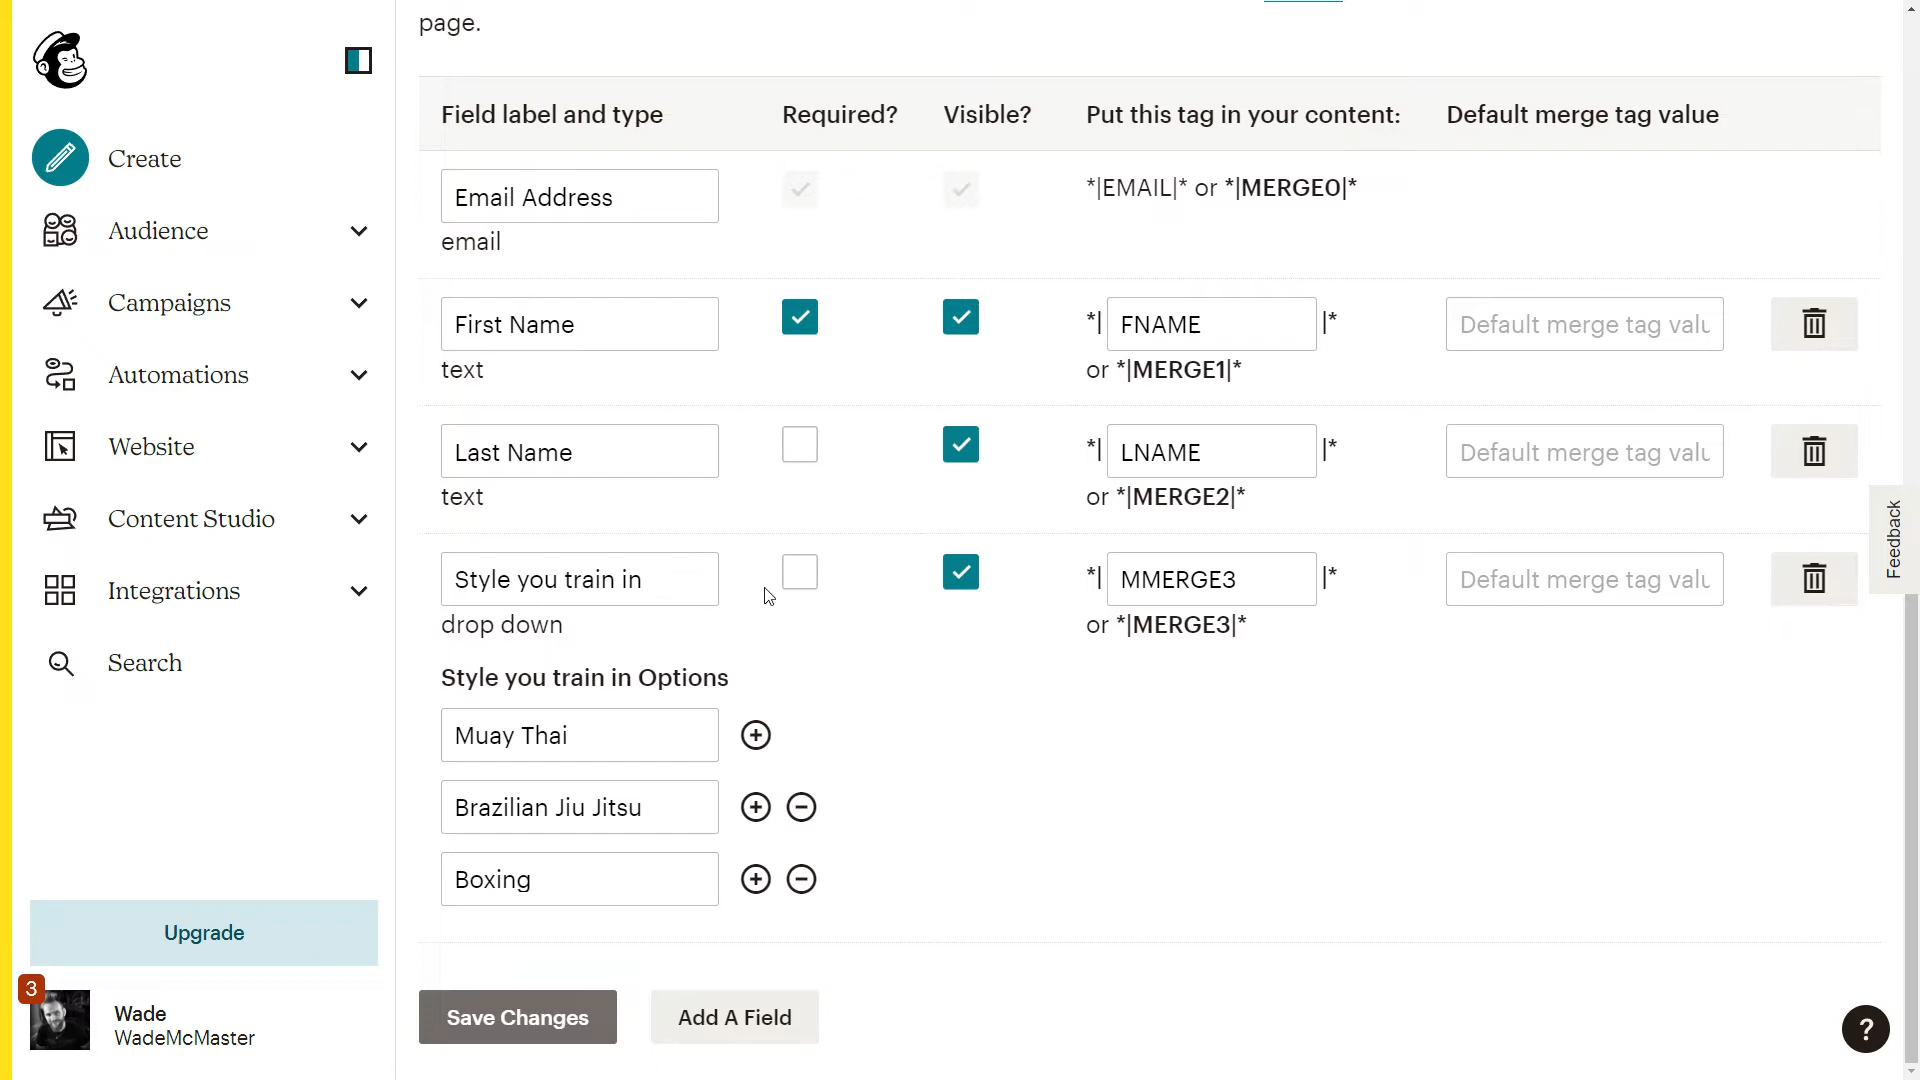 page.
Field label and type Required? Visible? Put this tag in your content: Default merge tag value
Email Address *|EMAIL|* or *|MERGE0|*
email
First Name *| FNAME |* Default merge tag valu
text or *|MERGE1|*
Last Name *| LNAME |* Default merge tag valu
text or *|MERGE2|*
Style you train in *| MMERGE3 |* Default merge tag valu
drop down or *|MERGE3|*
Style you train in Options
Muay Thai
Brazilian Jiu Jitsu
Boxing
Save Changes Add A Field
Create
Audience
Campaigns
Automations
Website
Content Studio
Integrations
Search
Upgrade
3
Wade
WadeMcMaster
Feedback
?